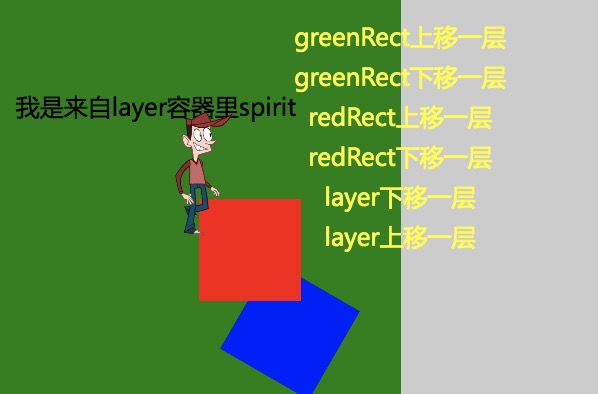 greenRect上移一层
greenRect下移一层
我是来自layer容器里spirit
redRect上移一层
redRect下移一层
layer下移一层
layer上移一层